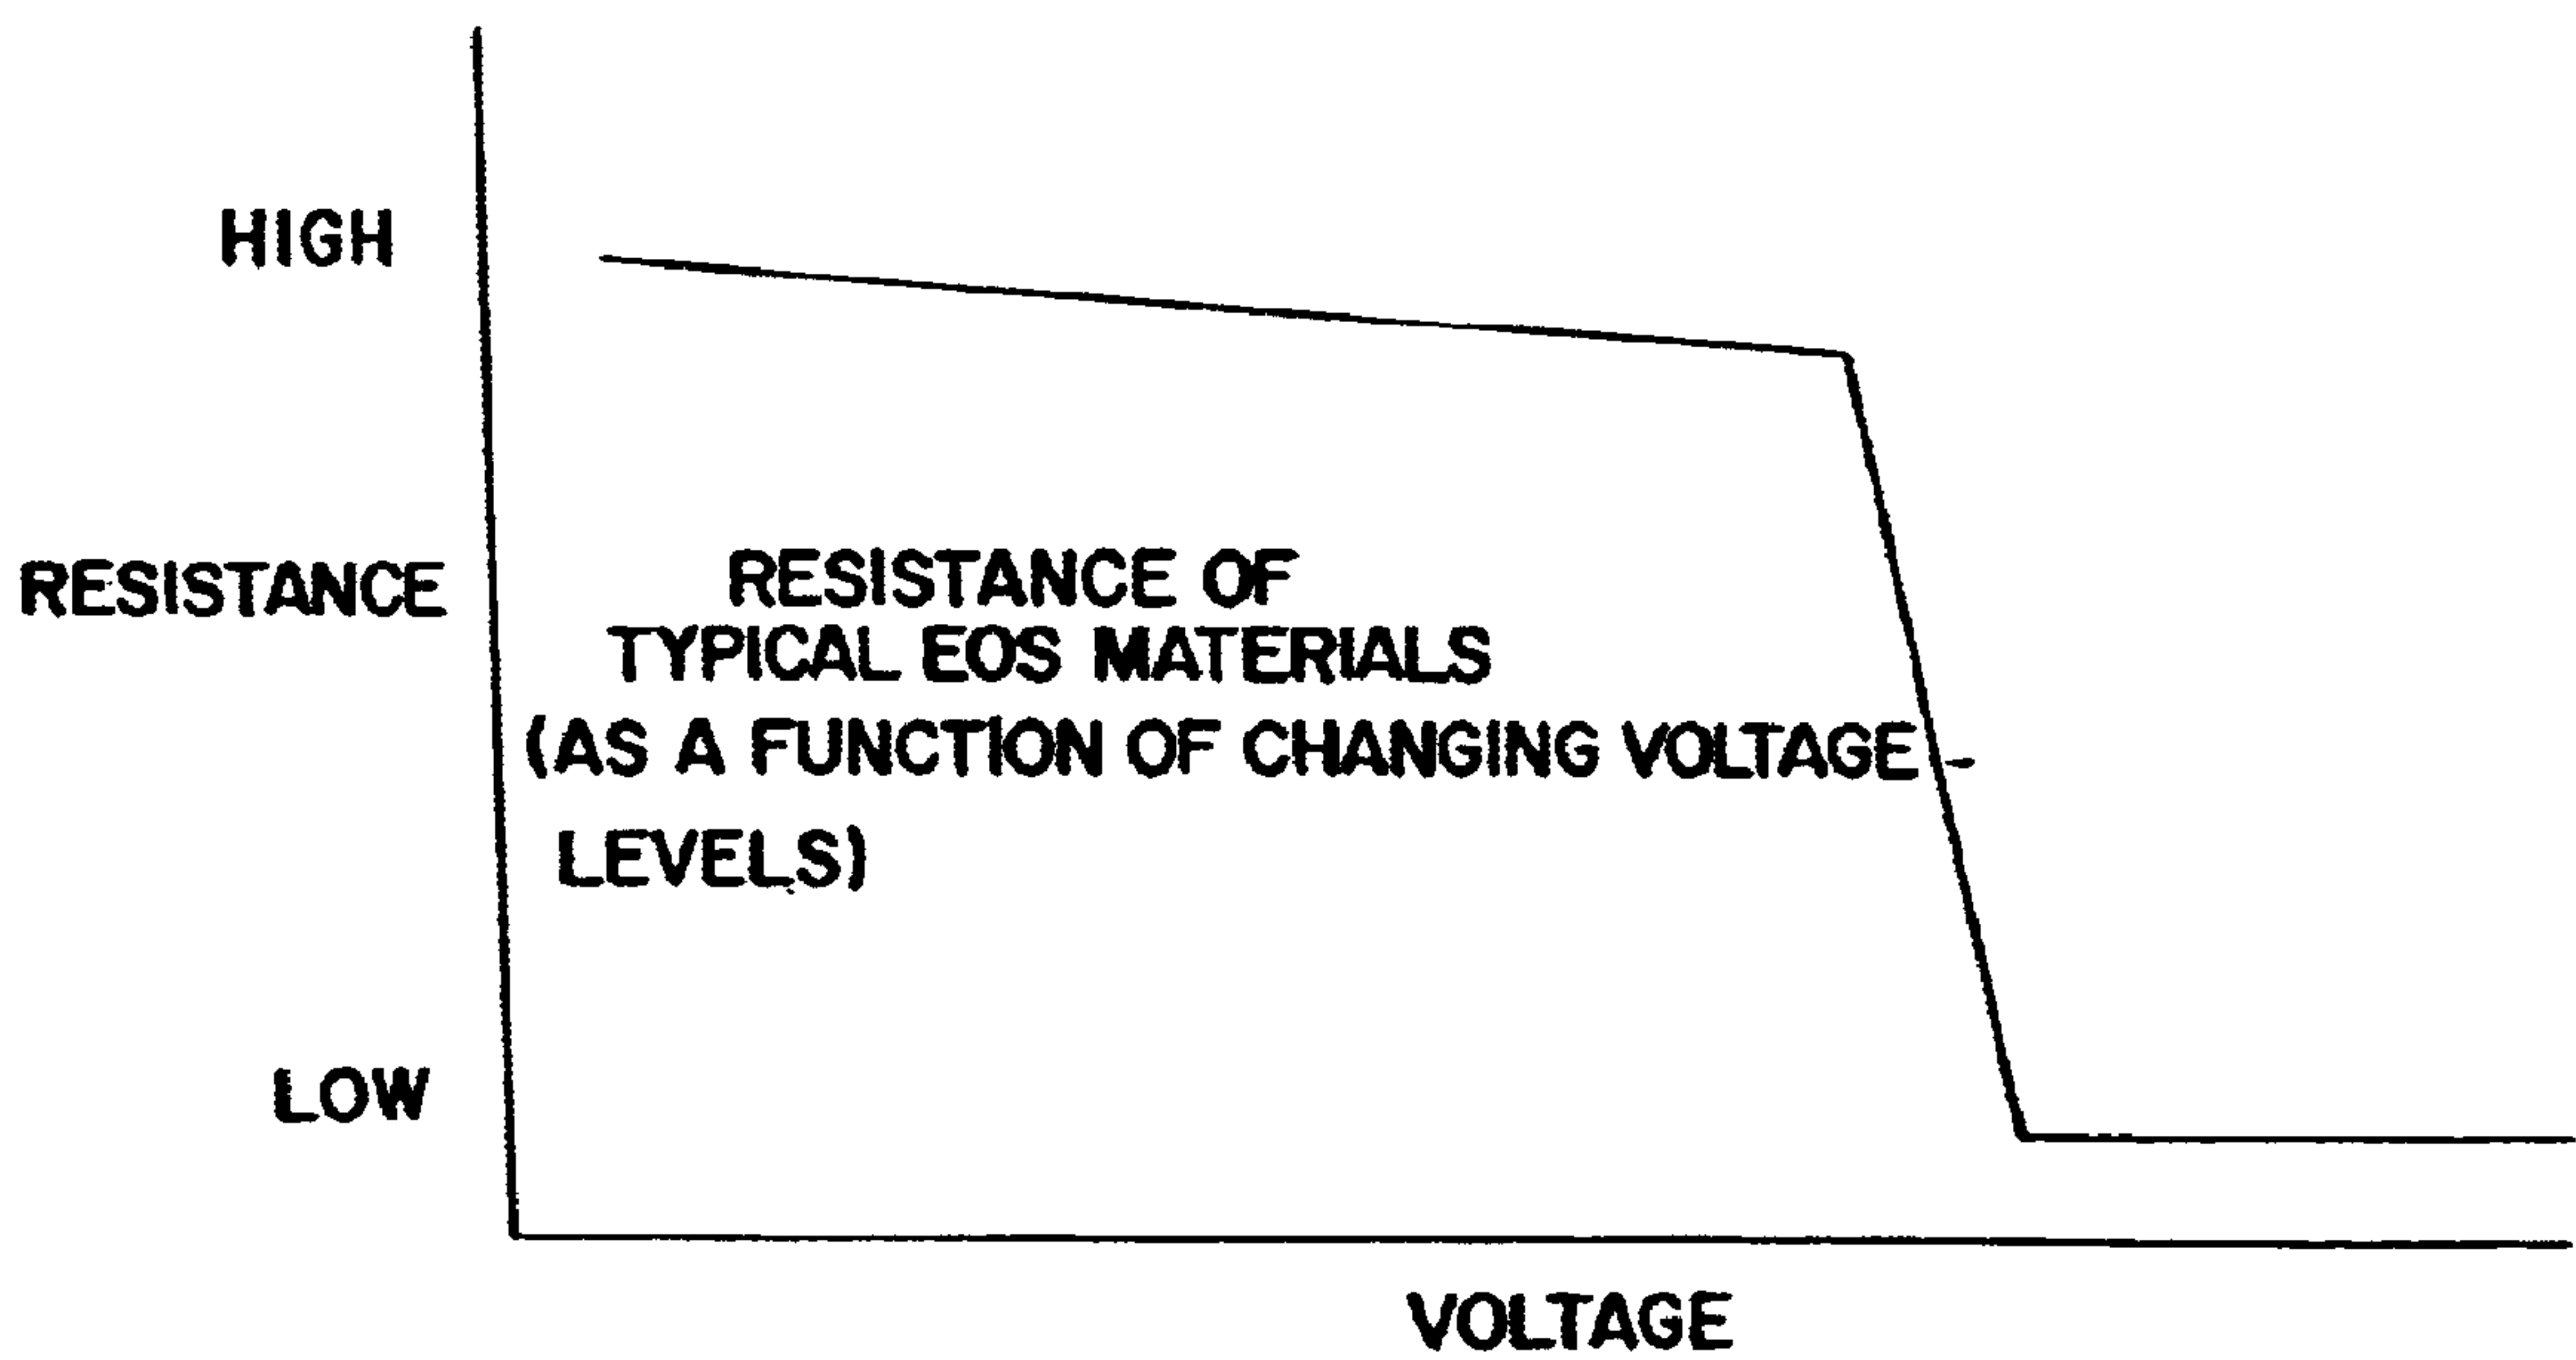 HIGH
RESISTANCE
RESISTANCE OF
TYPICAL EOS MATERIALS
(AS A FUNCTION OF CHANGING VOLTAGE
LEVELS)
LOW
VOLTAGE